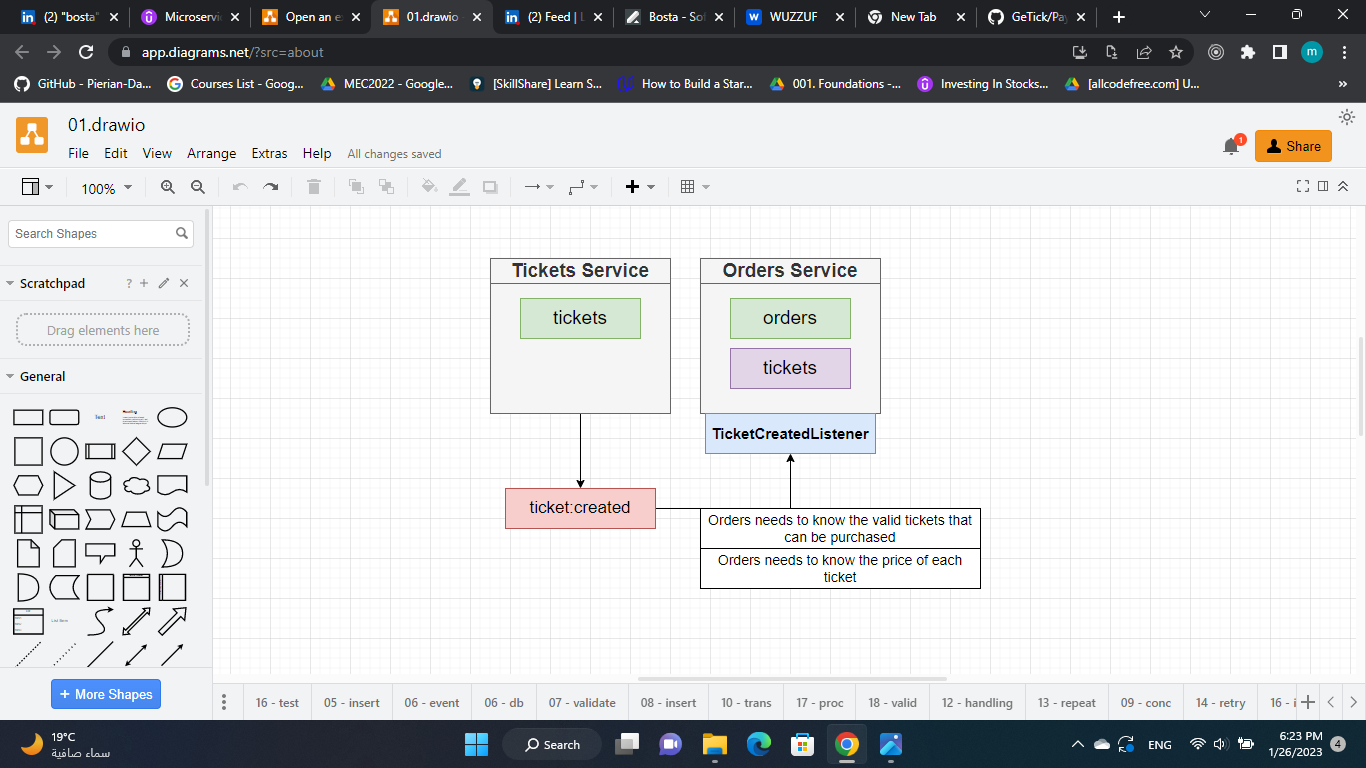 (2) "bosta"
Microservi
Open an e
01.drawio
(2) Feed | L
Bosta - So
WUZZUF
New Tab
GeTick/Pay
app.diagrams.net/?src=about
m
GitHub - Pierian-Da...
Courses List - Goog...
MEC2022 - Google...
[SkillShare] Learn S...
How to Build a Star...
001. Foundations -...
Investing In Stocks...
[allcodefree.com] U...
01.drawio
File Edit View Arrange Extras Help All changes saved
1
Share
100%
Search Shapes
Scratchpad
?
Drag elements here
General
Text
Heading
+ More Shapes
Tickets Service
tickets
Orders Service
orders
tickets
TicketCreatedListener
ticket:created
Orders needs to know the valid tickets that
can be purchased
Orders needs to know the price of each
ticket
16 - test
05 - insert
06 - event
06 - db
07 - validate
08 - insert
10 - trans
17 - proc
18 - valid
12 - handling
13 - repeat
09 - conc
14 - retry
16 - i
19°C
سماء صافية
Search
ENG
6:23 PM
1/26/2023
4